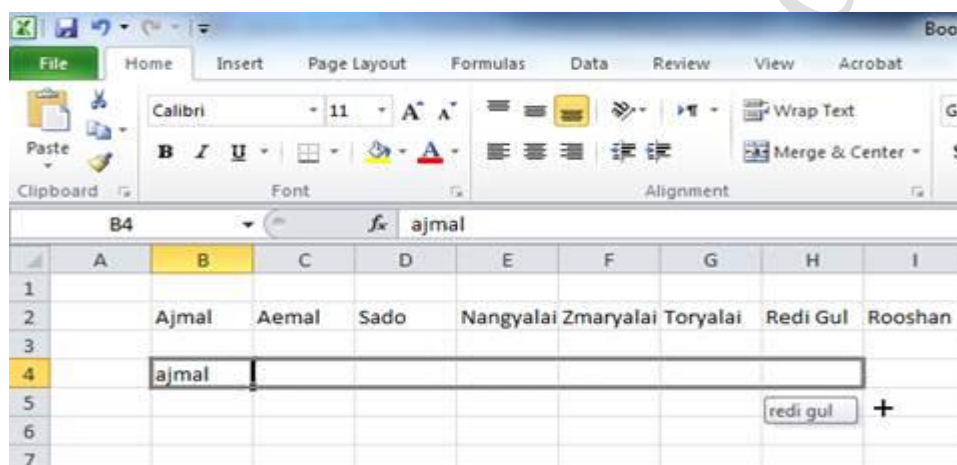 Boo
File Home Insert Page Layout Formulas Data Review View Acrobat
Calibri 11 A A Wrap Text G
Paste B I U A Merge & Center
Clipboard Font Alignment
B4 fx ajmal
A B C D E F G H I
1
2 Ajmal Aemal Sado Nangyalai Zmaryalai Toryalai Redi Gul Rooshan
3
4 ajmal
5 redi gul
6
7